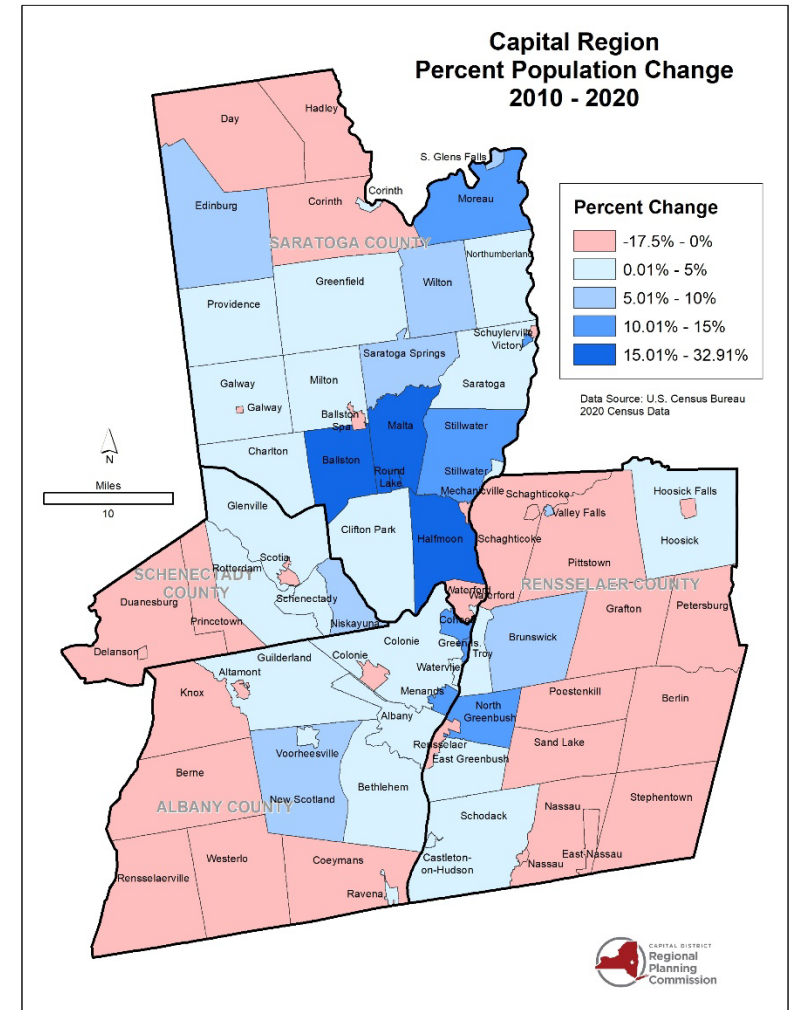 Capital Region
Percent Population Change
2010 - 2020
Day
Hadley
S. Glens Falls
Corinth
Corinth
Moreau
Edinburg
SARATOGA COUNTY
Northumberland
Greenfield
Wilton
Providence
Schuylerville
Victory
Saratoga Springs
Galway
Milton
Saratoga
Galway
Ballston
Spa
Malta
Stillwater
Charlton
Ballston
Round
Lake
Stillwater
Mechanicville
Glenville
Clifton Park
Halfmoon
Schaghticoke
Valley Falls
Hoosick Falls
Hoosick
Schaghticoke
Pittstown
Scotia
Rotterdam
SCHENECTADY
COUNTY
Schenectady
Niskayuna
Waterford
Waterford
RENSSELAER COUNTY
Duanesburg
Princetown
Grafton
Petersburg
Delanson
Guilderland
Colonie
Colonie
Green Is.
Troy
Brunswick
Altamont
Watervliet
Knox
Menands
Albany
North
Greenbush
Poestenkill
Berlin
Voorheesville
Rensselaer
Sand Lake
East Greenbush
Berne
New Scotland
Bethlehem
ALBANY COUNTY
Schodack
Nassau
Stephentown
Rensselaerville
Westerlo
Coeymans
Castleton-
on-Hudson
Nassau
East Nassau
Ravena
Percent Change
-17.5% - 0%
0.01% - 5%
5.01% - 10%
10.01% - 15%
15.01% - 32.91%
Data Source: U.S. Census Bureau
2020 Census Data
N
Miles
10
CAPITAL DISTRICT
Regional
Planning
Commission